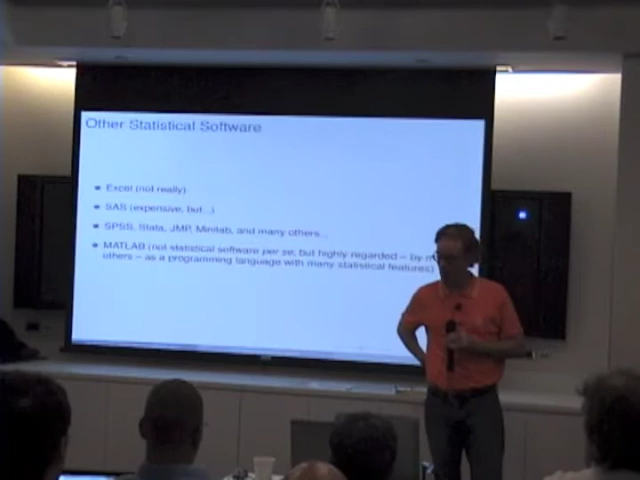 Other Statistical Software
Excel (not really)
SAS (expensive, but...)
SPSS, Stata, JMP, Minitab, and many others...
MATLAB (not statistical software per se, but highly regarded – by
others – as a programming language with many statistical features)